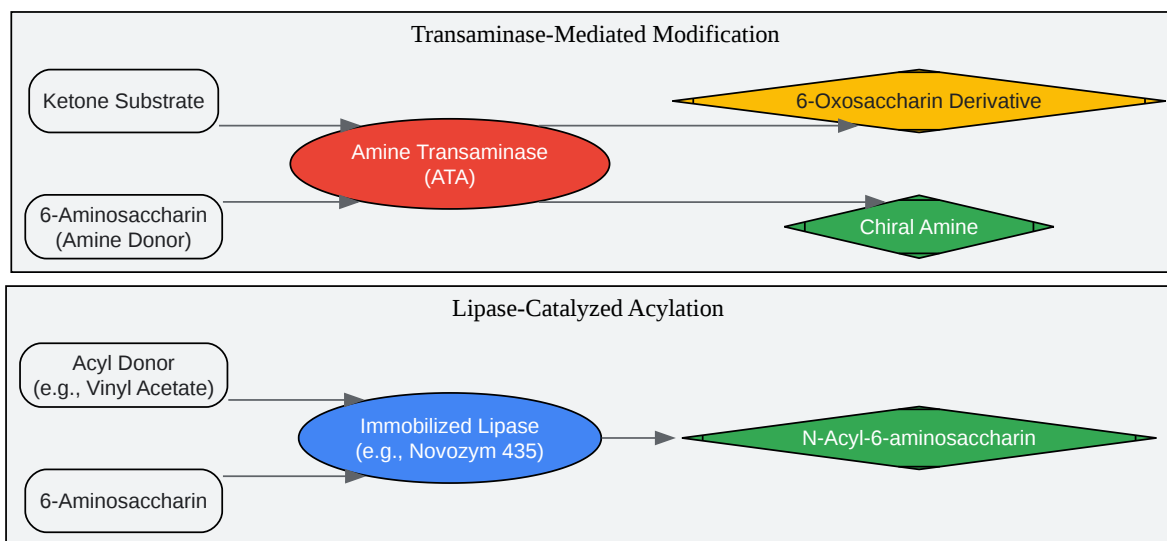 Transaminase-Mediated Modification
Ketone Substrate
6-Aminosaccharin
(Amine Donor)
Amine Transaminase
(ATA)
6-Oxosaccharin Derivative
Chiral Amine
Lipase-Catalyzed Acylation
Acyl Donor
(e.g., Vinyl Acetate)
6-Aminosaccharin
Immobilized Lipase
(e.g., Novozym 435)
N-Acyl-6-aminosaccharin